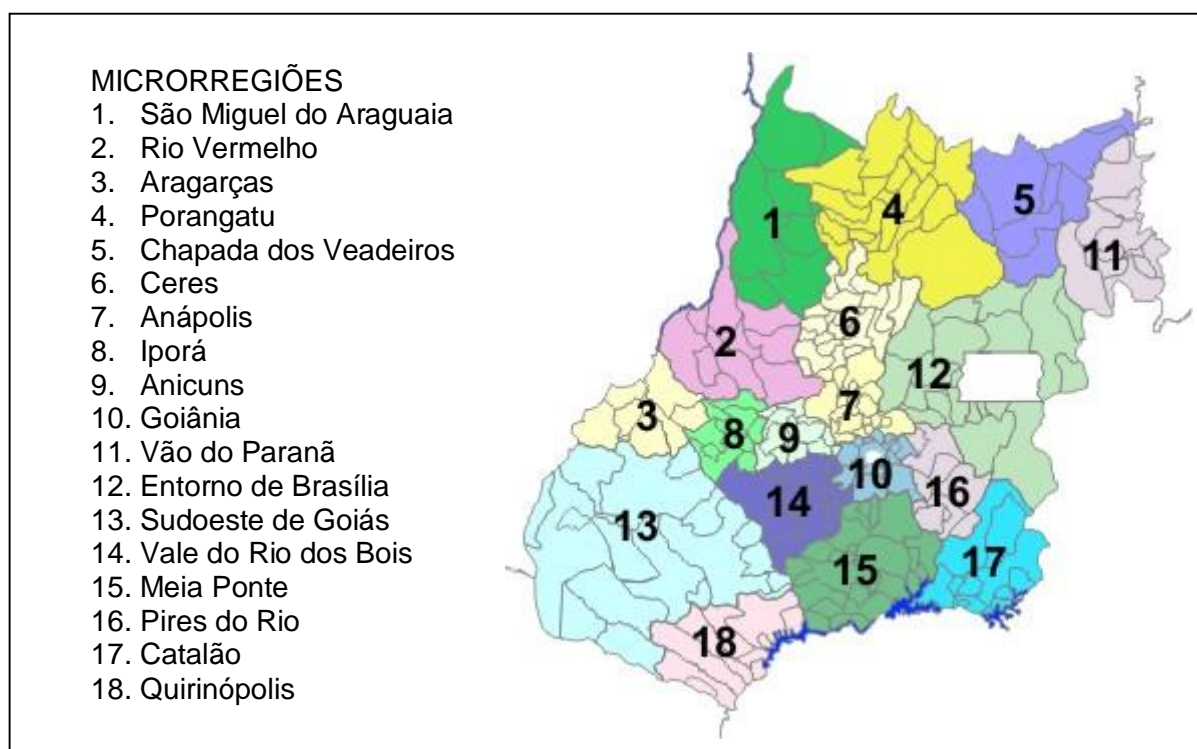 MICRORREGIÕES
1. São Miguel do Araguaia
2. Rio Vermelho
3. Aragarças
4. Porangatu
5. Chapada dos Veadeiros
6. Ceres
7. Anápolis
8. Iporá
9. Anicuns
10. Goiânia
11. Vão do Paranã
12. Entorno de Brasília
13. Sudoeste de Goiás
14. Vale do Rio dos Bois
15. Meia Ponte
16. Pires do Rio
17. Catalão
18. Quirinópolis
1
4
5
11
2
6
12
3
8
9
7
10
16
13
14
15
17
18